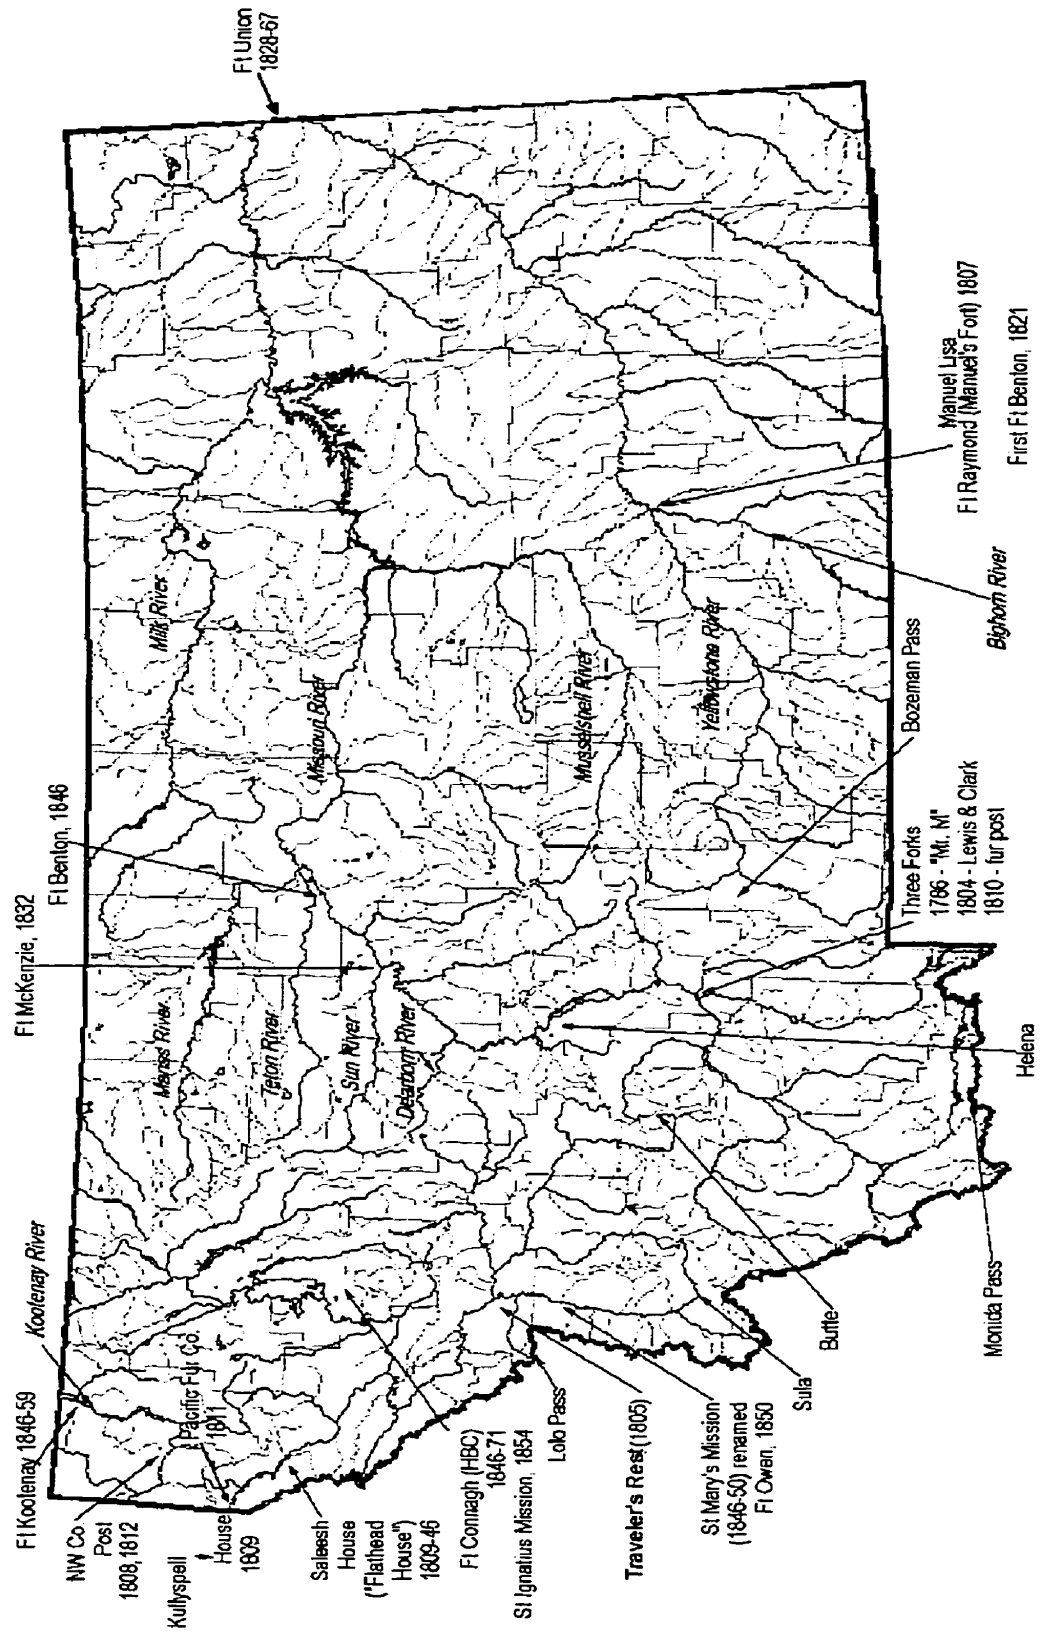 Ft Union
1828-67
Ft McKenzie, 1832
Ft Benton, 1846
Koolenay River
Ft Koolenay 1846-59
NW Co
Post
1808,1812
Kullyspell
House
1809
Pacific Fur Co.
1811
Saleesh
House
("Flathead
House")
1809-46
Ft Connagh (HBC)
1846-71
St Ignatius Mission, 1854
Lolo Pass
Traveler's Rest (1805)
St Mary's Mission
(1846-50) renamed
Ft Owen, 1850
Sula
Butte
Monida Pass
Helena
Three Forks
1786 - "Mt. M"
1804 - Lewis & Clark
1810 - fur post
Bozeman Pass
Bighorn River
Manuel Lisa
Ft Raymond (Manuel's Fort) 1807
First Ft Benton, 1821
Milk River
Missouri River
Musselshell River
Yellowstone River
Marias River
Teton River
Sun River
Dearborn River